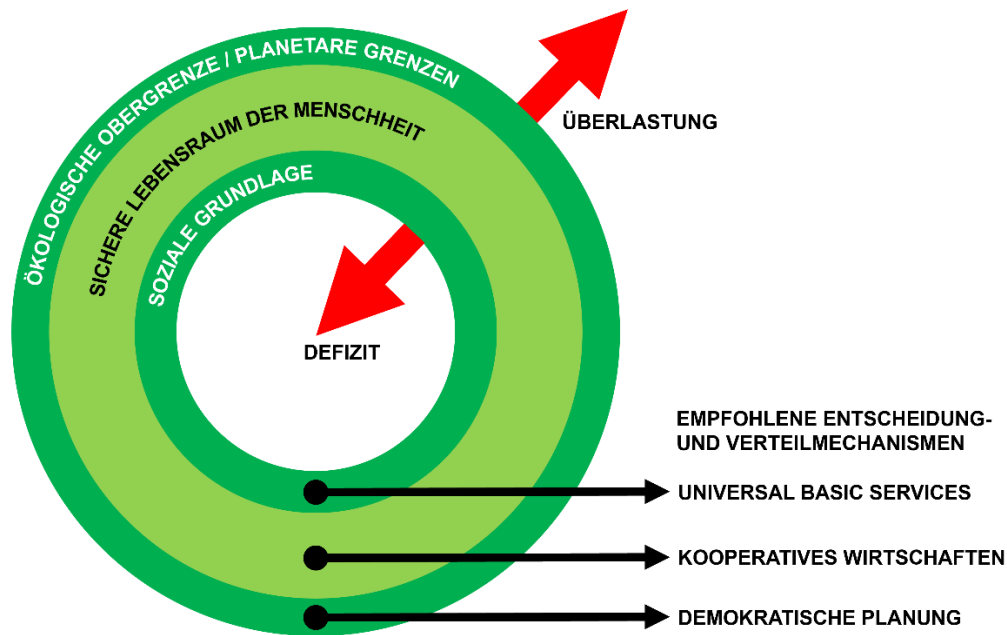 ÖKOLOGISCHE OBERGRENZE / PLANETARE GRENZEN
SICHERE LEBENSRAUM DER MENSCHHEIT
SOZIALE GRUNDLAGE
ÜBERLASTUNG
DEFIZIT
EMPFOHLENE ENTSCHEIDUNG-
UND VERTEILMECHANISMEN
UNIVERSAL BASIC SERVICES
KOOPERATIVES WIRTSCHAFTEN
DEMOKRATISCHE PLANUNG